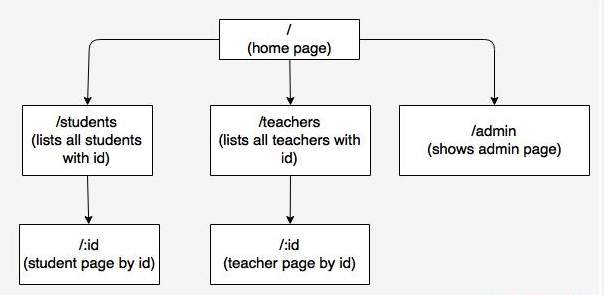 /
(home page)
/students
(lists all students
with id)
/teachers
(lists all teachers with
id)
/admin
(shows admin page)
/:id
(student page by id)
/:id
(teacher page by id)